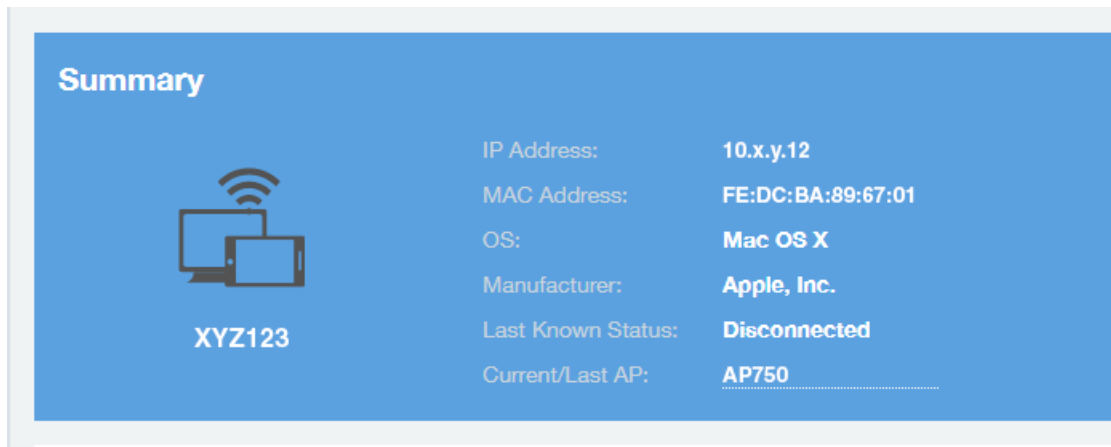 Summary
IP Address: 10.x.y.12
MAC Address: FE:DC:BA:89:67:01
OS: Mac OS X
Manufacturer: Apple, Inc.
Last Known Status: Disconnected
Current/Last AP: AP750
XYZ123